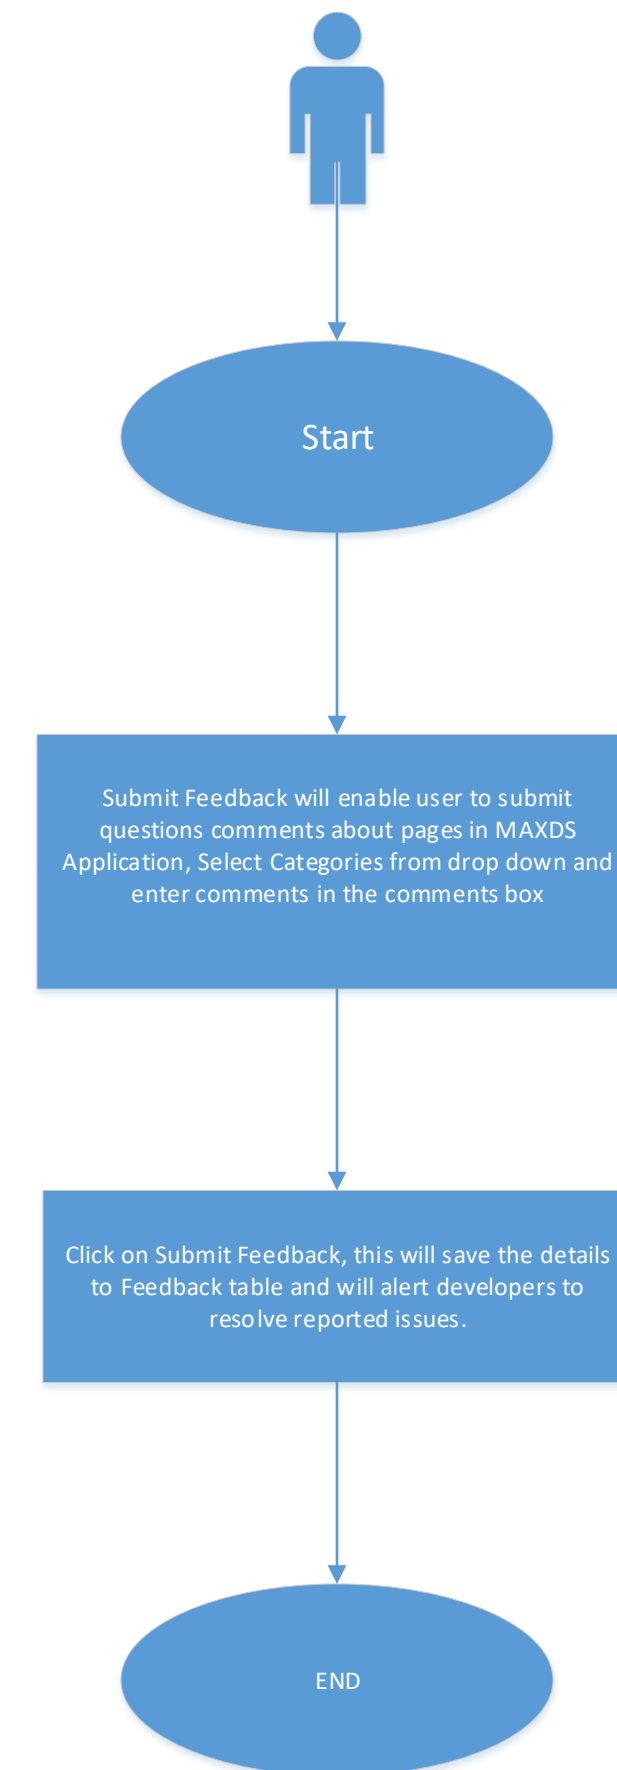 Start
Submit Feedback will enable user to submit
questions comments about pages in MAXDS
Application, Select Categories from drop down and
enter comments in the comments box
Click on Submit Feedback, this will save the details
to Feedback table and will alert developers to
resolve reported issues.
END